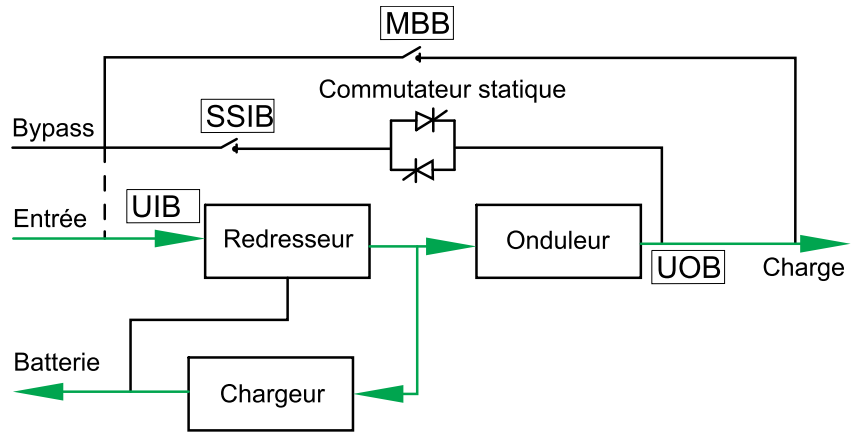 MBB
Commutateur statique
SSIB
Bypass
UIB
Entrée
Redresseur
Onduleur
UOB
Charge
Batterie
Chargeur